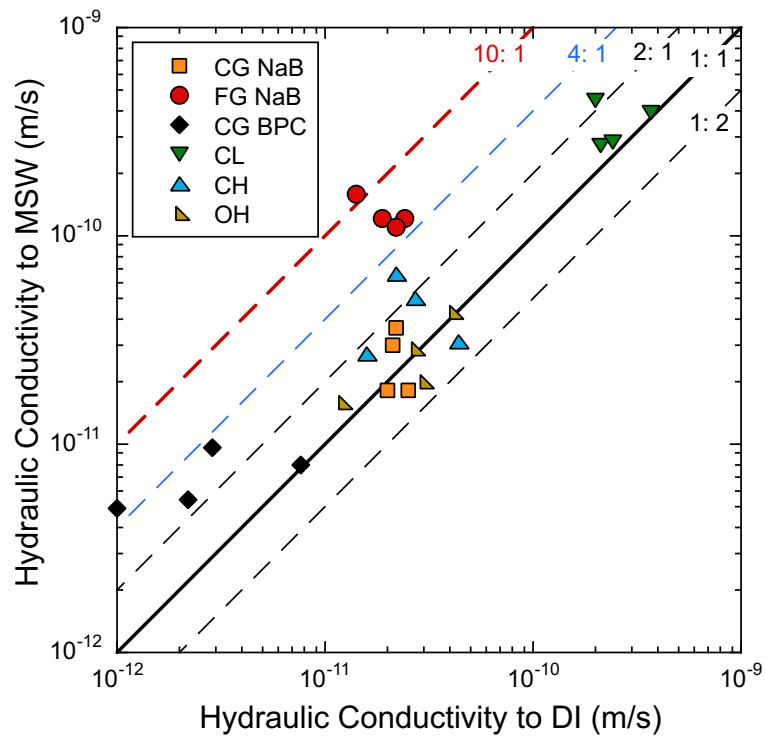 10⁻⁹
10: 1
4: 1
2: 1
1: 1
1: 2
CG NaB
FG NaB
CG BPC
CL
CH
OH
Hydraulic Conductivity to MSW (m/s)
10⁻¹⁰
10⁻¹¹
10⁻¹²
10⁻¹²
10⁻¹¹
10⁻¹⁰
10⁻⁹
Hydraulic Conductivity to DI (m/s)